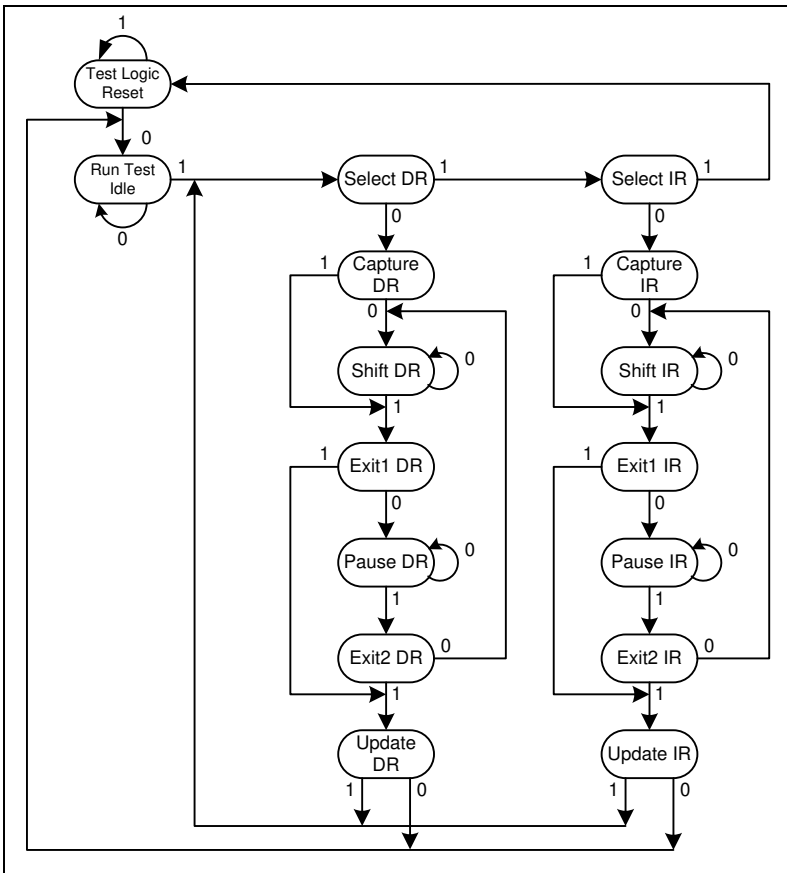 1
Test Logic
Reset
0
Run Test
Idle
1
0
Select DR
1
0
Select IR
1
0
Capture
DR
1
0
Capture
IR
1
0
Shift DR
0
1
Shift IR
0
1
Exit1 DR
1
0
Exit1 IR
1
0
Pause DR
0
1
Pause IR
0
1
Exit2 DR
0
1
Exit2 IR
0
1
Update
DR
1
0
Update IR
1
0